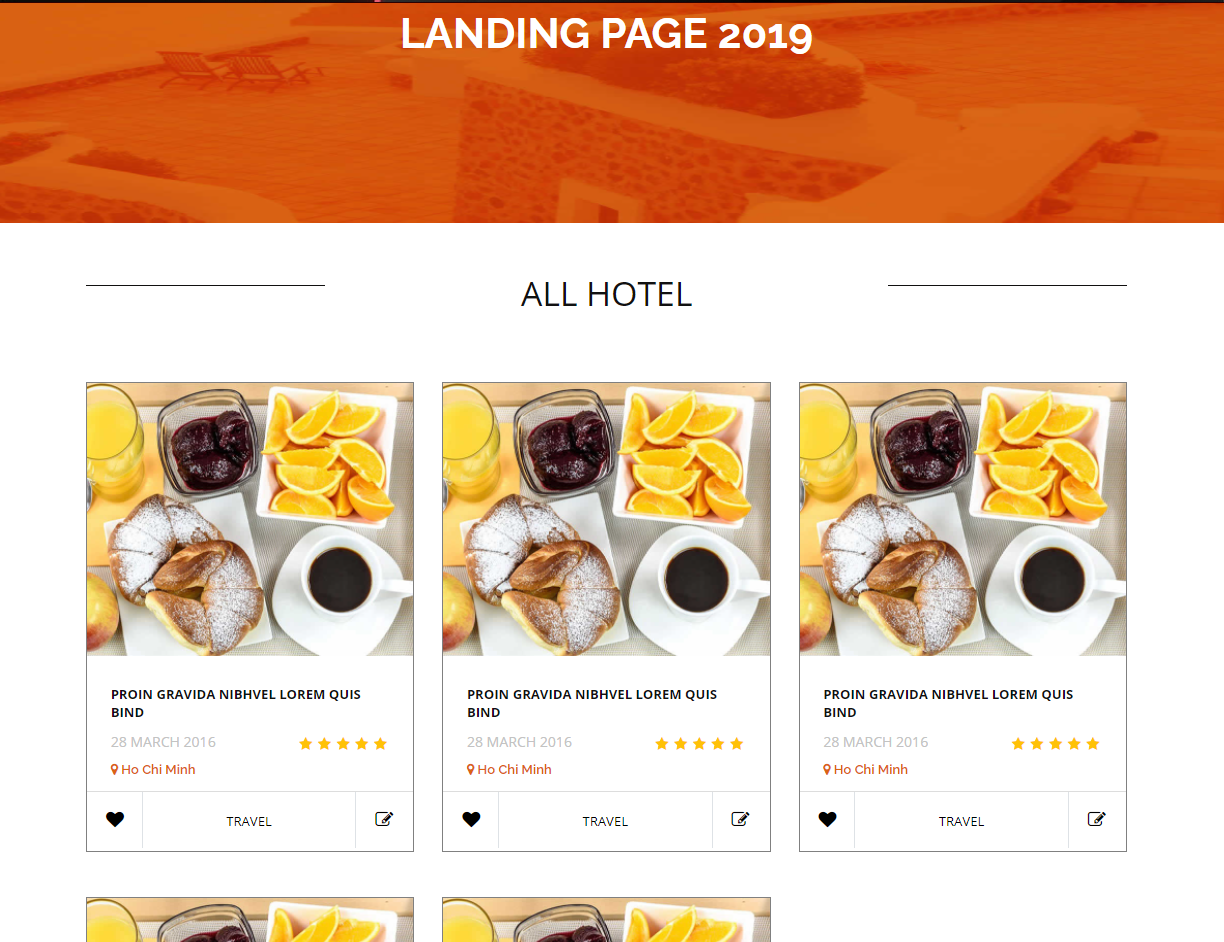 LANDING PAGE 2019
ALL HOTEL
PROIN GRAVIDA NIBHVEL LOREM QUIS
BIND
28 MARCH 2016
Ho Chi Minh
TRAVEL
PROIN GRAVIDA NIBHVEL LOREM QUIS
BIND
28 MARCH 2016
Ho Chi Minh
TRAVEL
PROIN GRAVIDA NIBHVEL LOREM QUIS
BIND
28 MARCH 2016
Ho Chi Minh
TRAVEL